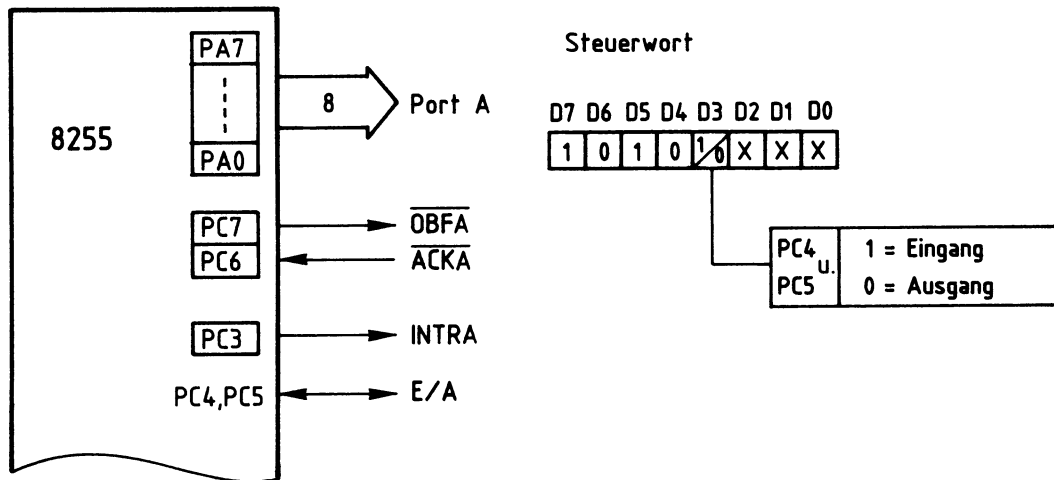 8255
PA7
PA0
8
Port A
PC7
OBFA
PC6
ACKA
PC3
INTRA
PC4,PC5
E/A
Steuerwort
D7 D6 D5 D4 D3 D2 D1 D0
1 0 1 0 1/0 X X X
PC4 u. PC5
1 = Eingang
0 = Ausgang